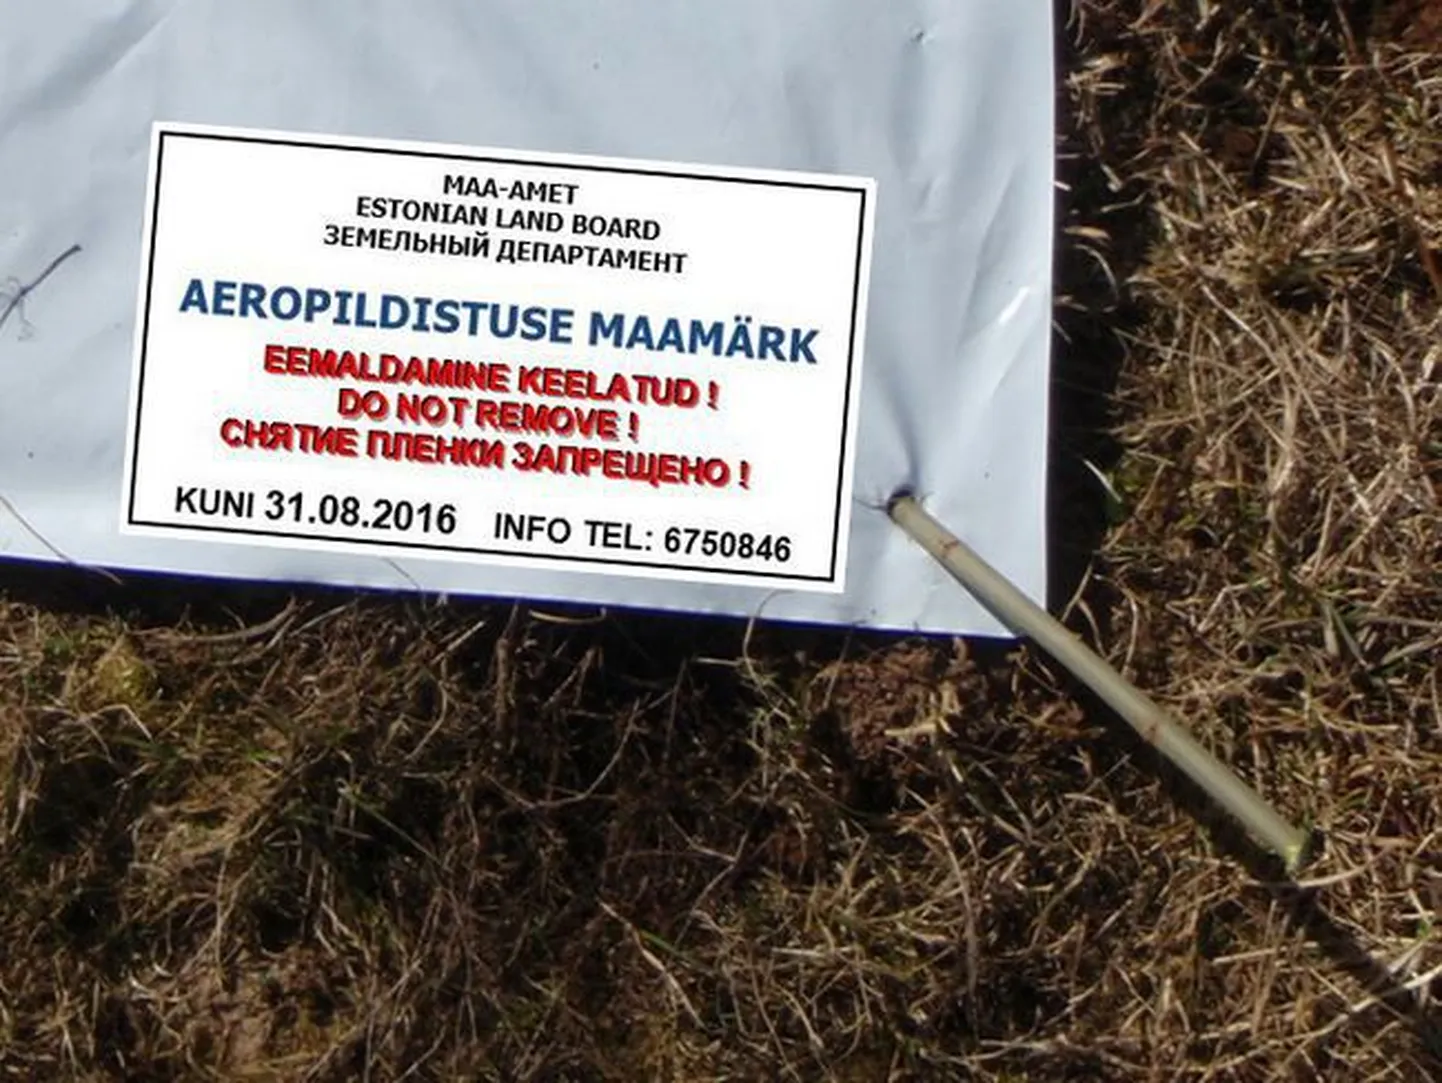 MAA-AMET
ESTONIAN LAND BOARD
ЗЕМЕЛЬНЫЙ ДЕПАРТАМЕНТ
AEROPILDISTUSE MAAMÄRK
EEMALDAMINE KEELATUD !
DO NOT REMOVE !
СНЯТИЕ ПЛЕНКИ ЗАПРЕЩЕНО !
KUNI 31.08.2016 INFO TEL: 6750846